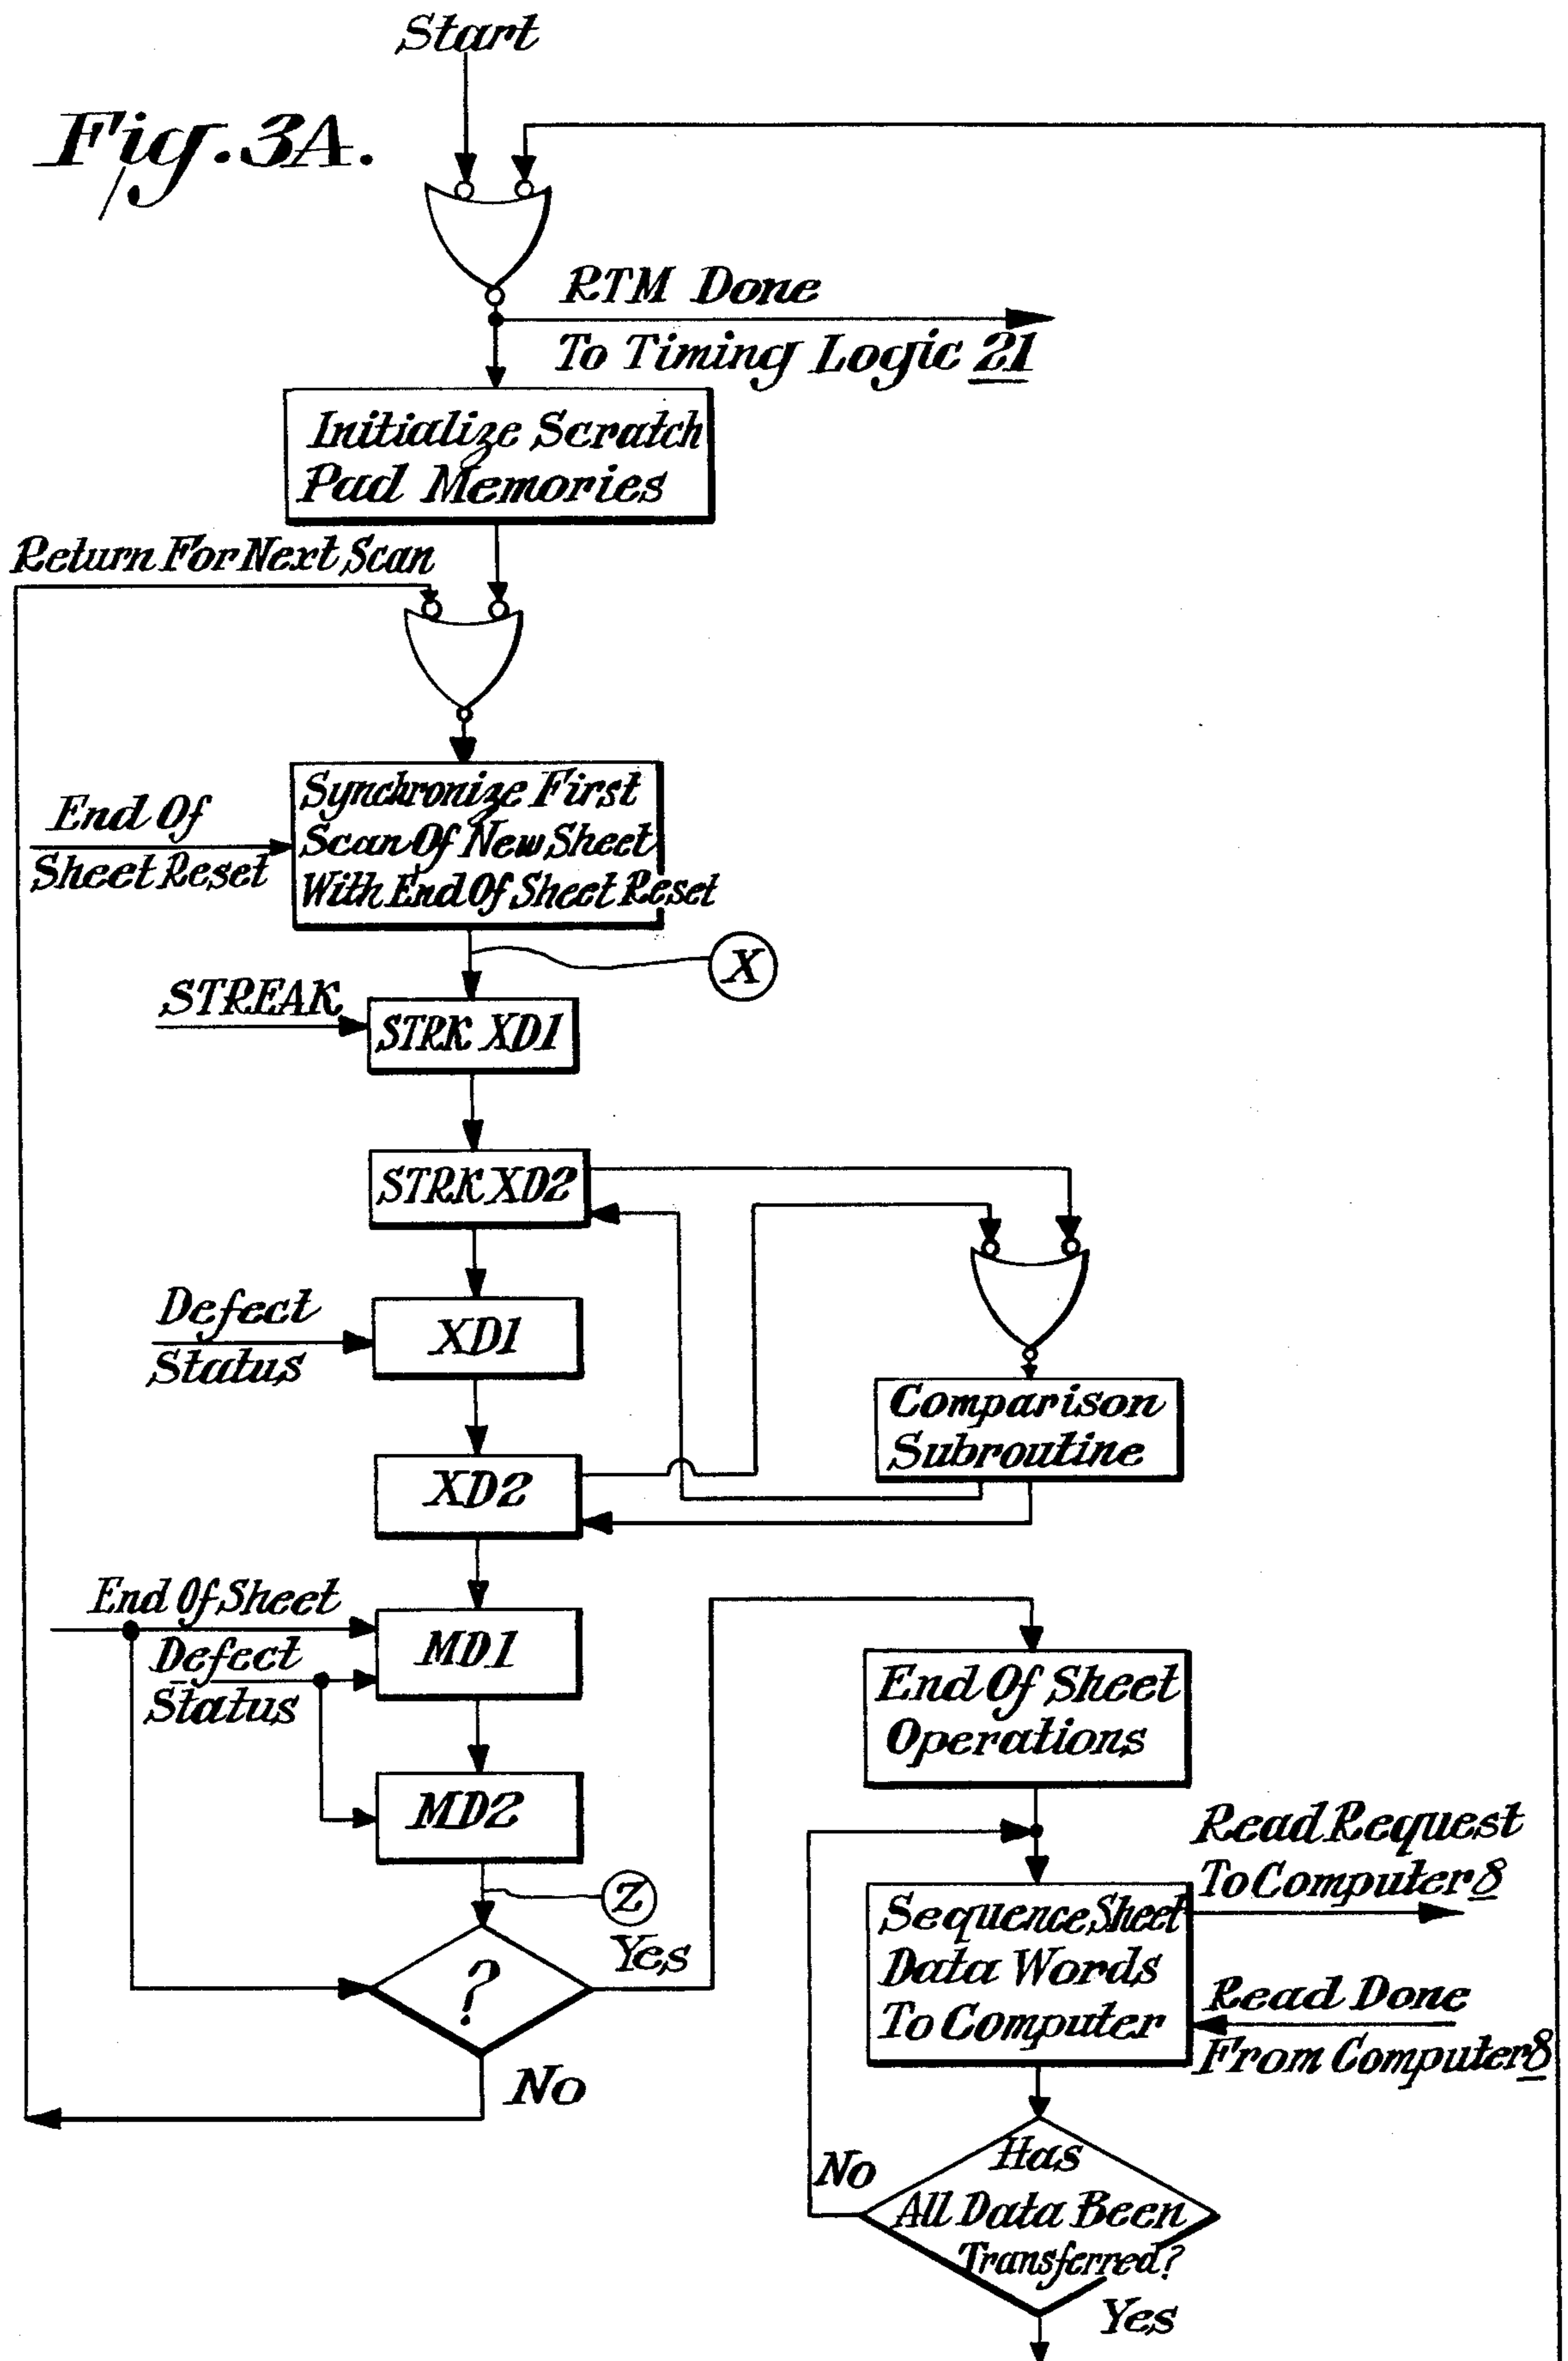 Start
Fig. 3A.
RTM Done
To Timing Logic 21
Initialize Scratch
Pad Memories
Return For Next Scan
Synchronize First
Scan Of New Sheet
With End Of Sheet Reset
End Of
Sheet Reset
X
STREAK
STRK XD1
STRK XD2
Defect
Status
XD1
Comparison
Subroutine
XD2
End Of Sheet
Defect
Status
MD1
End Of Sheet
Operations
MD2
Read Request
To Computer 8
Z
Yes
?
Sequence Sheet
Data Words
To Computer
Read Done
From Computer 8
No
No
Has
All Data Been
Transferred?
Yes